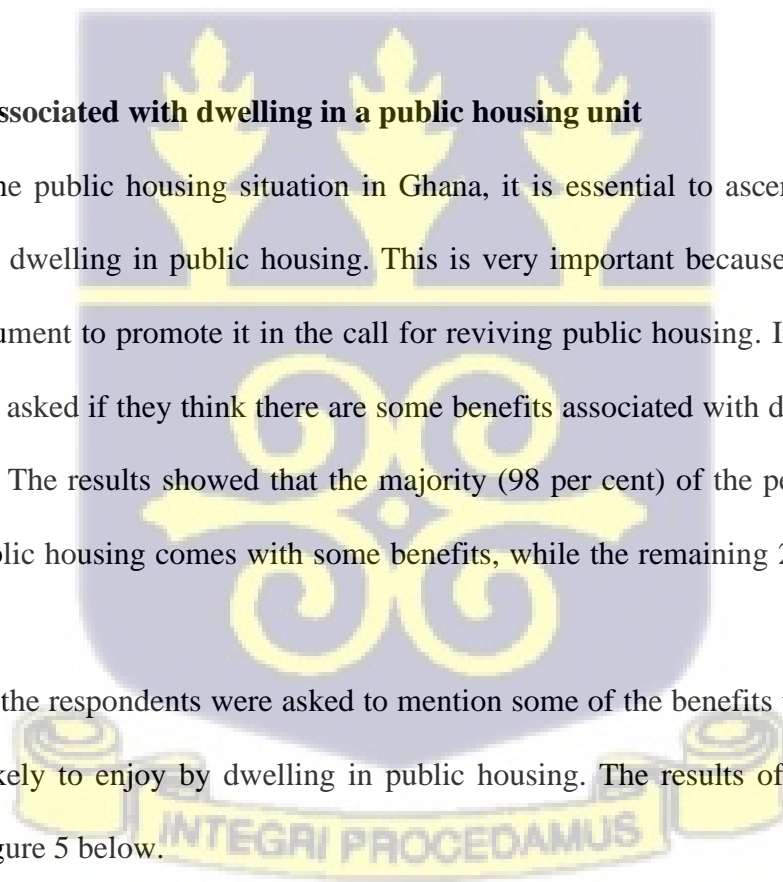 ssociated with dwelling in a public housing unit
ne public housing situation in Ghana, it is essential to ascer
dwelling in public housing. This is very important because
ument to promote it in the call for reviving public housing. I
asked if they think there are some benefits associated with d
The results showed that the majority (98 per cent) of the pe
blic housing comes with some benefits, while the remaining 2
the respondents were asked to mention some of the benefits
kely to enjoy by dwelling in public housing. The results of
gure 5 below.
INTEGRI PROCEDAMUS